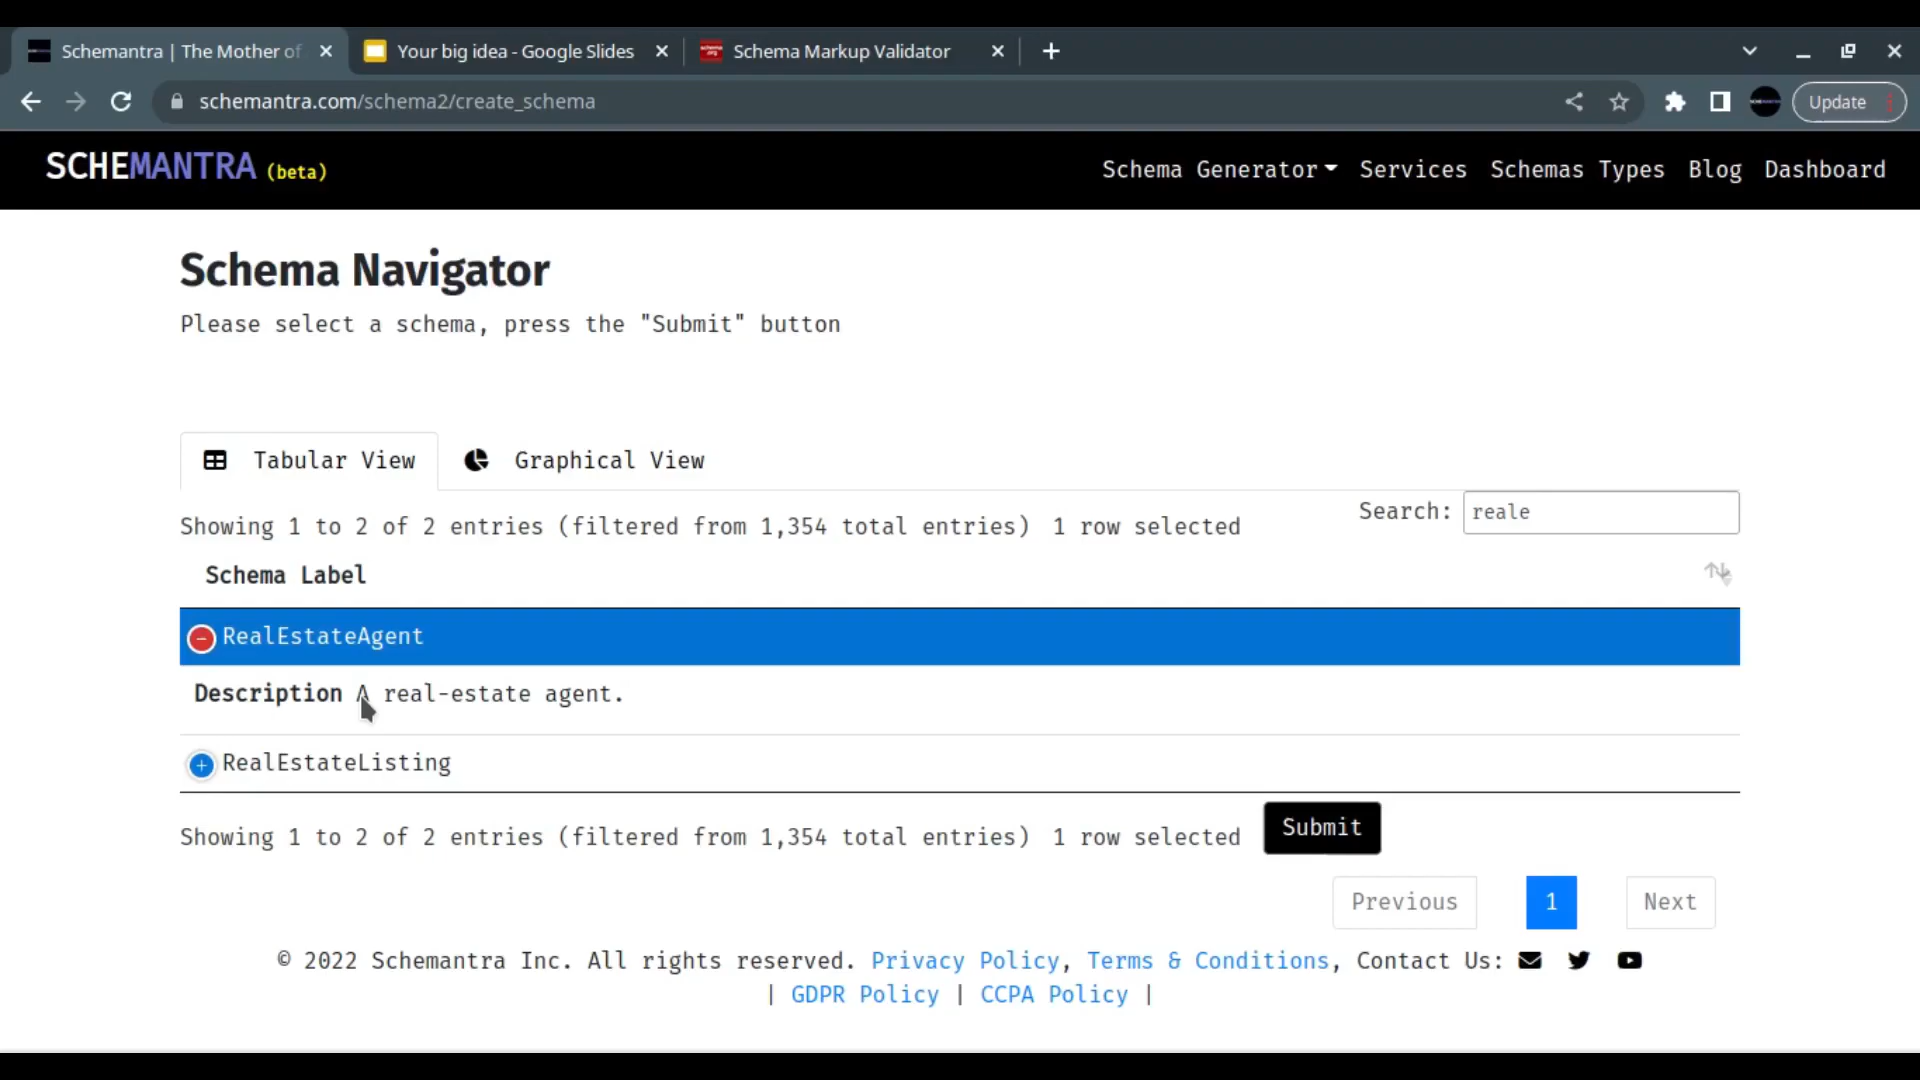 Schemantra | The Mother of
Your big idea - Google Slides
Schema Markup Validator
schemantra.com/schema2/create_schema
Update
SCHEMANTRA (beta)
Schema Generator Services Schemas Types Blog Dashboard
Schema Navigator
Please select a schema, press the "Submit" button
Tabular View Graphical View
Showing 1 to 2 of 2 entries (filtered from 1,354 total entries) 1 row selected
Search: reale
Schema Label
RealEstateAgent
Description A real-estate agent.
RealEstateListing
Showing 1 to 2 of 2 entries (filtered from 1,354 total entries) 1 row selected
Submit
Previous 1 Next
© 2022 Schemantra Inc. All rights reserved. Privacy Policy, Terms & Conditions, Contact Us:
| GDPR Policy | CCPA Policy |